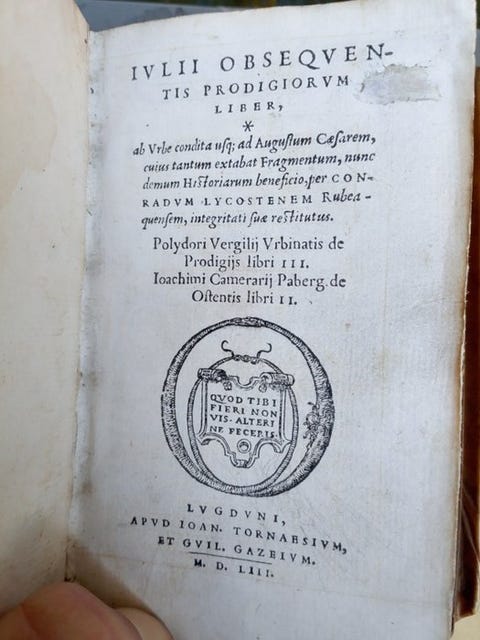 IVLII OBSEQVEN-
TIS PRODIGIORVM
LIBER,
*
ab Vrbe condita usq; ad Augustum Cæsarem,
cuius tantum extabat Fragmentum, nunc
demum Historiarum beneficio, per CON-
RADVM LYCOSTENEM Rubea-
quensem, integritati suæ restitutus.
Polydori Vergilij Vrbinatis de
Prodigijs libri III.
Ioachimi Camerarij Paberg. de
Ostentis libri II.
QVOD TIBI
FIERI NON
VIS. ALTERI
NE FECERIS.
LVGDVNI,
APVD IOAN. TORNAESIVM,
ET GVIL. GAZEIVM.
M. D. LIII.